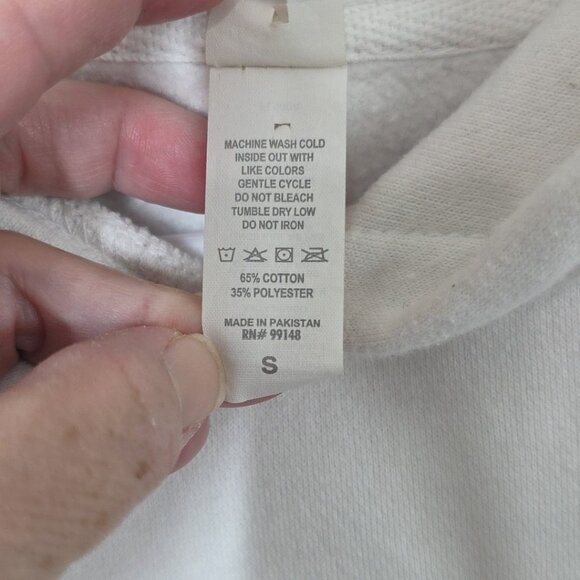 MACHINE WASH COLD
INSIDE OUT WITH
LIKE COLORS
GENTLE CYCLE
DO NOT BLEACH
TUMBLE DRY LOW
DO NOT IRON
65% COTTON
35% POLYESTER
MADE IN PAKISTAN
RN# 99148
S